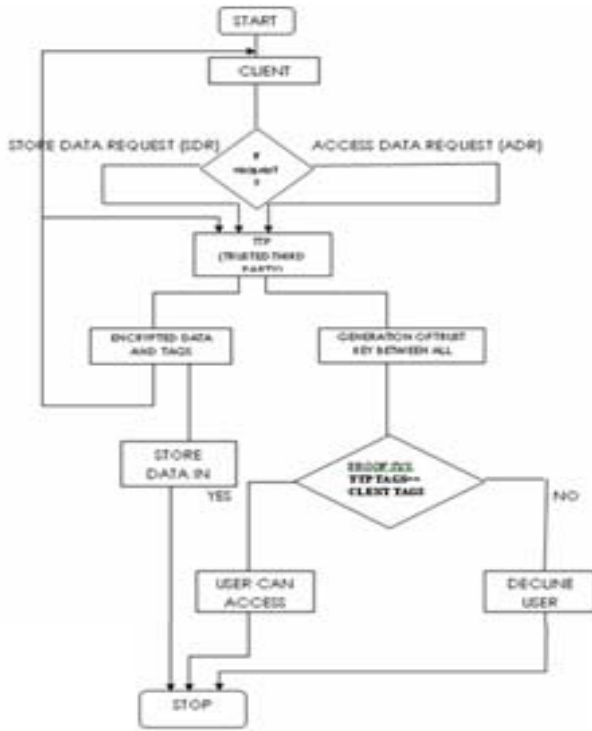 START
CLIENT
STORE DATA REQUEST (SDR)
ACCESS DATA REQUEST (ADR)
REQUEST
?
TTP
(TRUSTED THIRD
PARTY)
ENCRYPTED DATA
AND TAGS
GENERATION OF TRUST
KEY BETWEEN ALL
STORE
DATA IN
PROOF SYS.
TTP TAGS==
CLIENT TAGS
YES
NO
USER CAN
ACCESS
DECLINE
USER
STOP